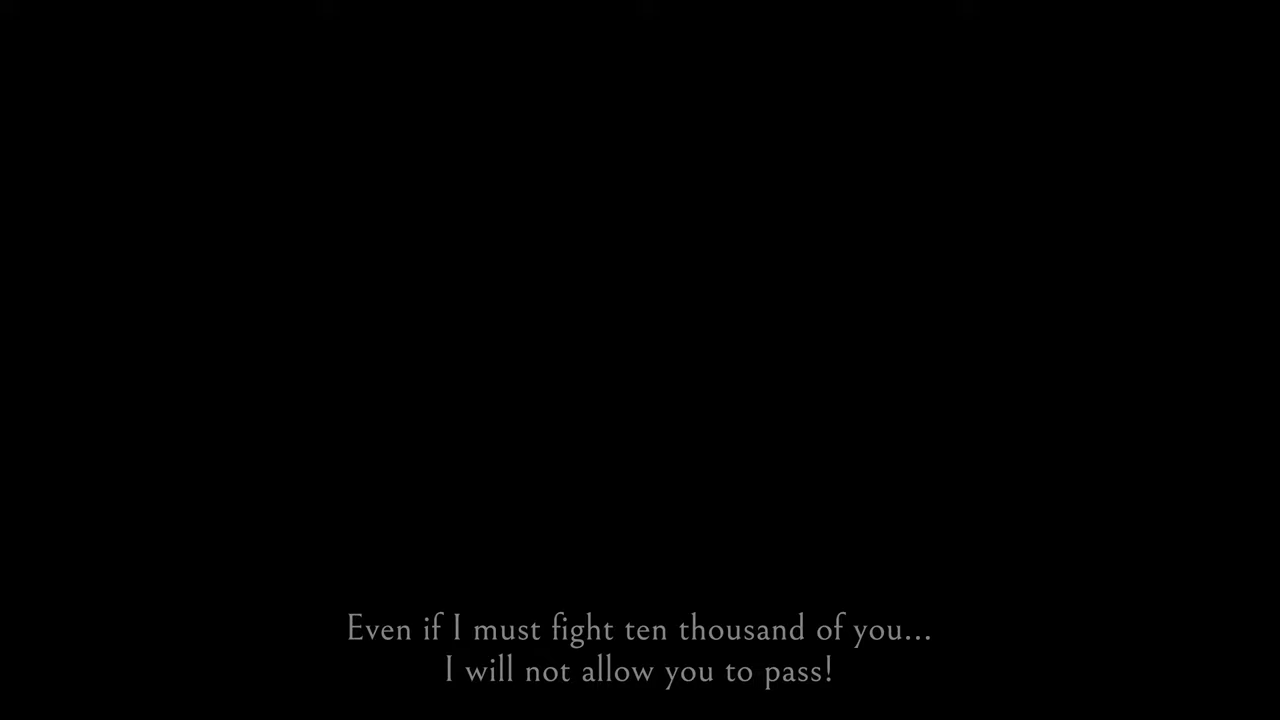 Even if I must fight ten thousand of you...
I will not allow you to pass!